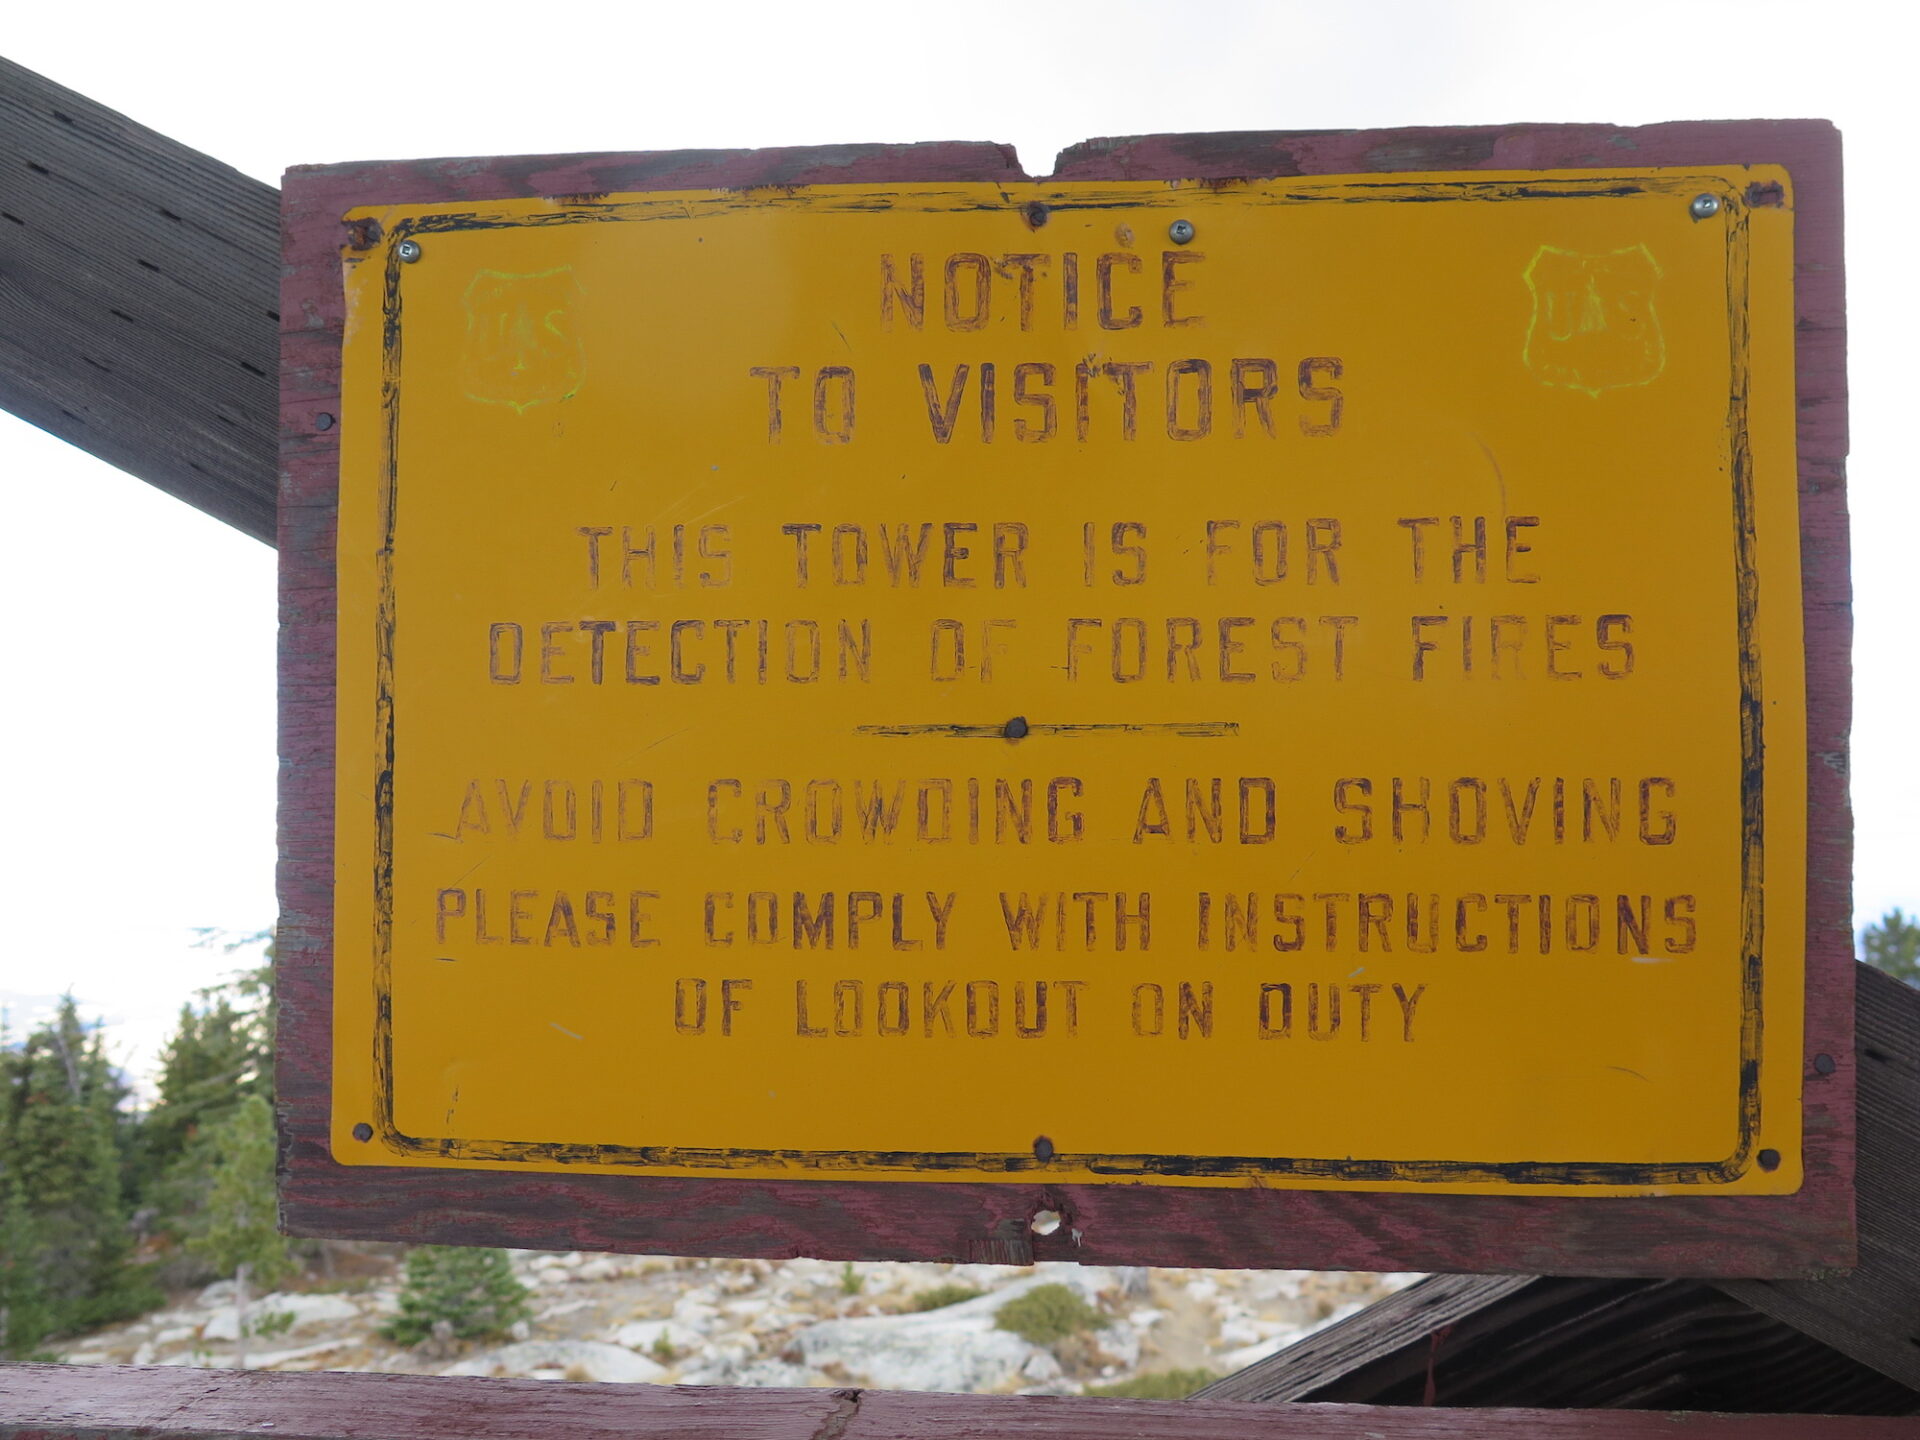 NOTICE
TO VISITORS
U S
U S
THIS TOWER IS FOR THE
DETECTION OF FOREST FIRES
AVOID CROWDING AND SHOVING
PLEASE COMPLY WITH INSTRUCTIONS
OF LOOKOUT ON DUTY